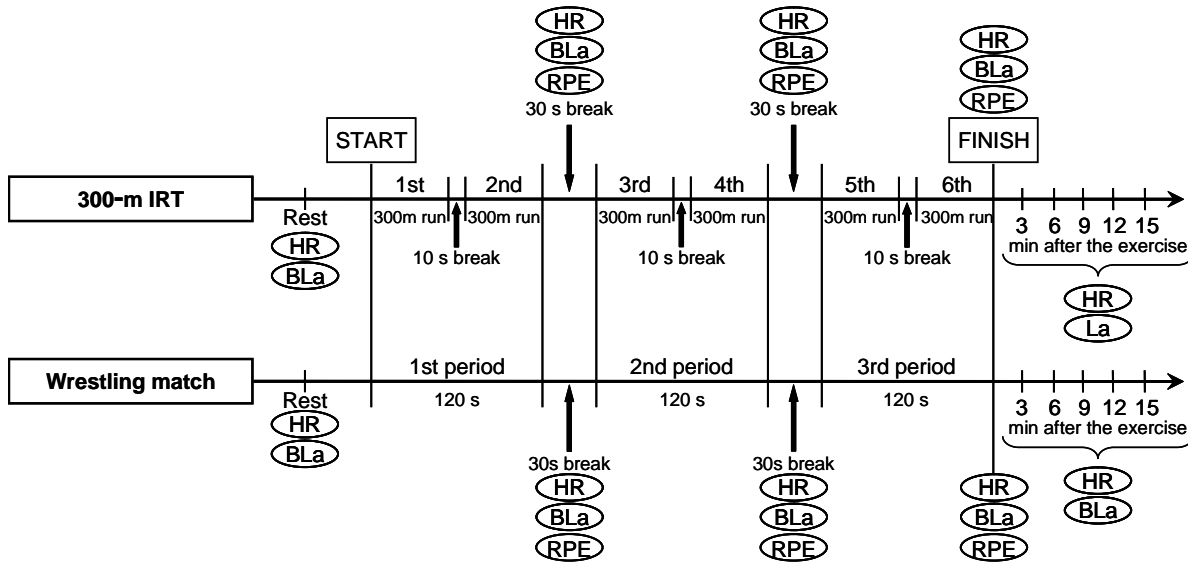 HR
BLa
RPE
30 s break
HR
BLa
RPE
30 s break
HR
BLa
RPE
START
FINISH
300-m IRT
1st
2nd
3rd
4th
5th
6th
Rest
300m run
300m run
300m run
300m run
300m run
300m run
3 6 9 12 15
HR
BLa
10 s break
10 s break
10 s break
min after the exercise
HR
La
Wrestling match
1st period
2nd period
3rd period
Rest
120 s
120 s
120 s
3 6 9 12 15
HR
BLa
min after the exercise
30s break
HR
BLa
RPE
30s break
HR
BLa
RPE
HR
BLa
RPE
HR
BLa